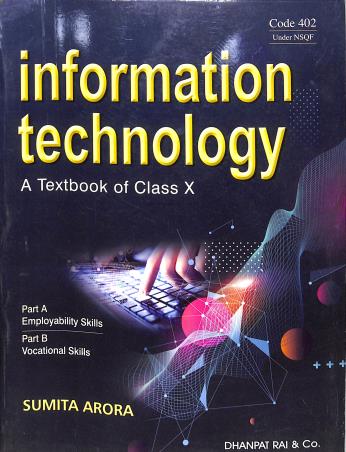 Code 402
Under NSQF
information
technology
A Textbook of Class X
Part A
Employability Skills
Part B
Vocational Skills
SUMITA ARORA
DHANPAT RAI & Co.